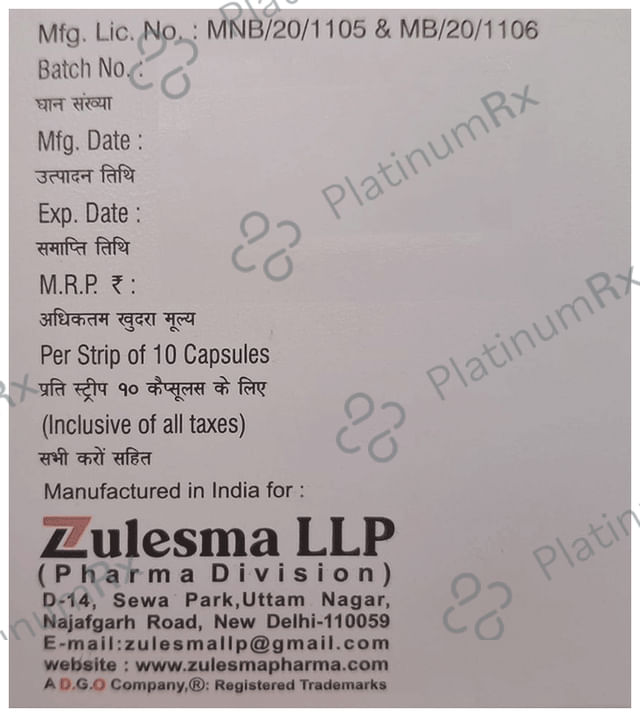 Mfg. Lic. No. : MNB/20/1105 & MB/20/1106
Batch No. :
घान संख्या
Mfg. Date :
उत्पादन तिथि
Exp. Date :
समाप्ति तिथि
M.R.P. ₹ :
अधिकतम खुदरा मूल्य
Per Strip of 10 Capsules
प्रति स्ट्रीप १० कैप्सूलस के लिए
(Inclusive of all taxes)
सभी करों सहित
Manufactured in India for :
Zulesma LLP
(Pharma Division)
D-14, Sewa Park,Uttam Nagar,
Najafgarh Road, New Delhi-110059
E-mail:zulesmallp@gmail.com
website : www.zulesmapharma.com
A D.G.O Company,®: Registered Trademarks
PlatinumRx
PlatinumRx